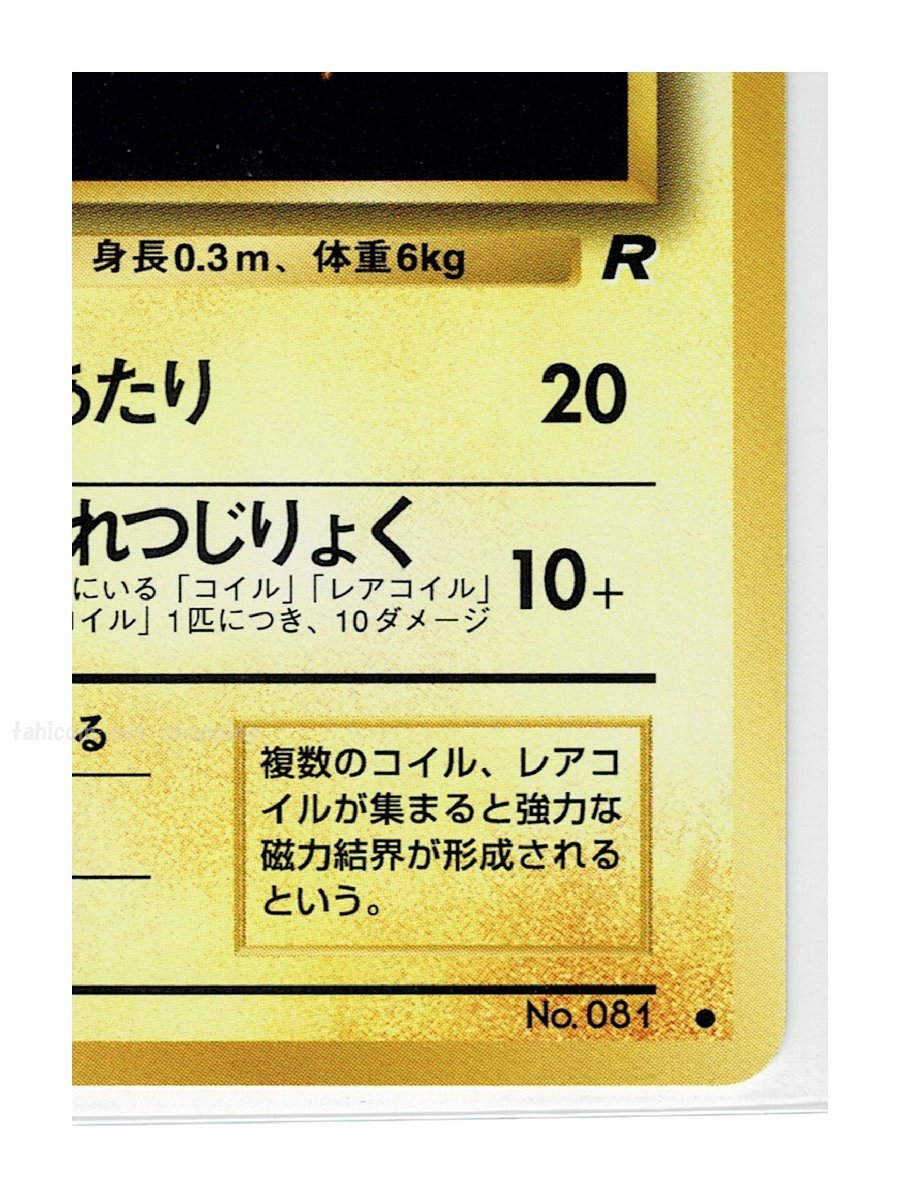 身長0.3m、体重6kg R
あたり 20
れつじりょく
にいる「コイル」「レアコイル」 10+
イル」1匹につき、10ダメージ
る
複数のコイル、レアコ
イルが集まると強力な
磁力結界が形成される
という。
No. 081 ●